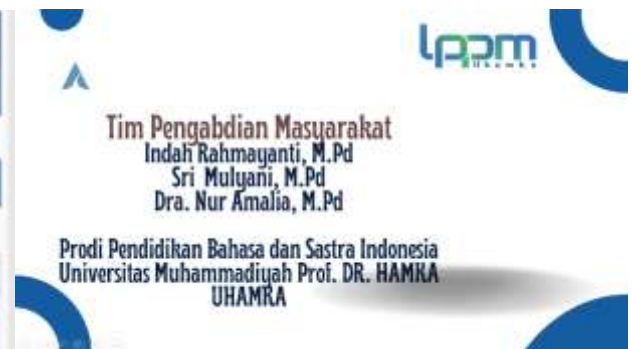 lppm
UHAMKA
Tim Pengabdian Masyarakat
Indah Rahmayanti, M.Pd
Sri Mulyani, M.Pd
Dra. Nur Amalia, M.Pd
Prodi Pendidikan Bahasa dan Sastra Indonesia
Universitas Muhammadiyah Prof. DR. HAMKA
UHAMKA